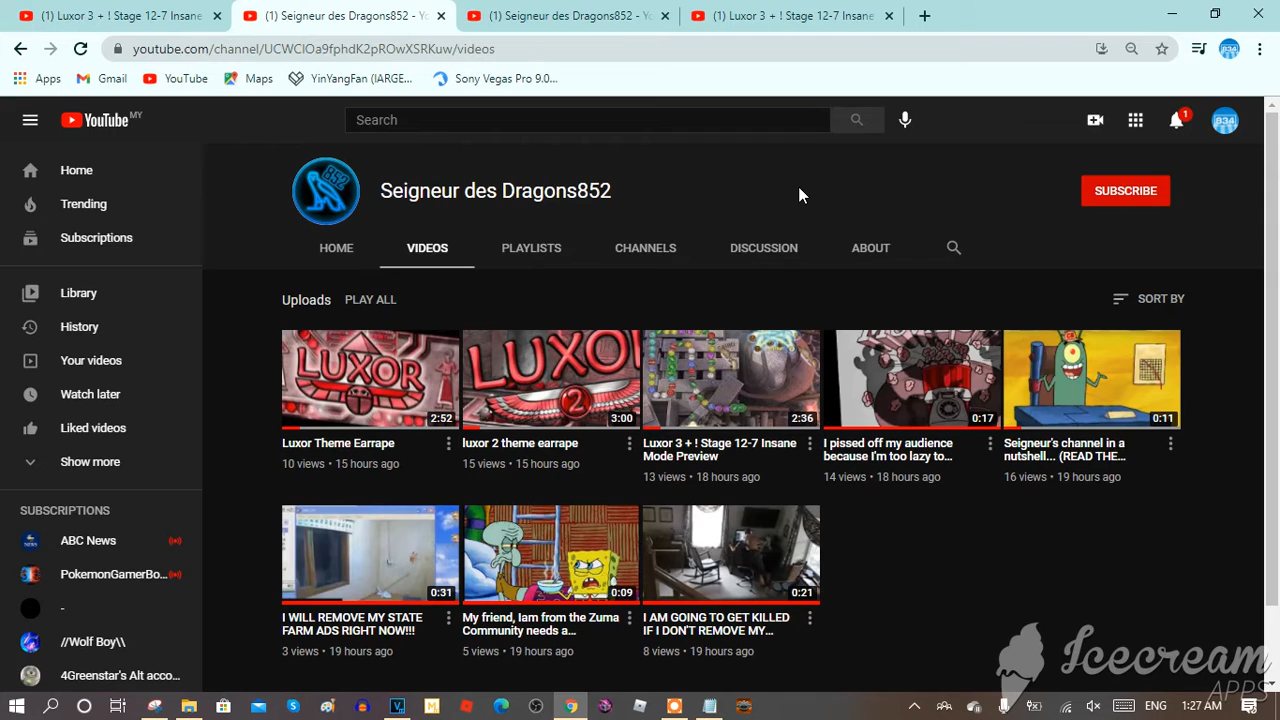 (1) Luxor 3 + ! Stage 12-7 Insane
(1) Seigneur des Dragons852 -
(1) Seigneur des Dragons852 - Y
(1) Luxor 3 + ! Stage 12-7 Insane
youtube.com/channel/UCWCIOa9fphdK2pROwXSRKuw/videos
834
Apps
Gmail
YouTube
Maps
YinYangFan (lARGE...
Sony Vegas Pro 9.0...
YouTube MY
Search
1
834
Home
Trending
Subscriptions
Library
History
Your videos
Watch later
Liked videos
Show more
SUBSCRIPTIONS
ABC News
PokemonGamerBo...
-
//Wolf Boy\\
4Greenstar's Alt acco...
852
Seigneur des Dragons852
SUBSCRIBE
HOME
VIDEOS
PLAYLISTS
CHANNELS
DISCUSSION
ABOUT
Uploads
PLAY ALL
SORT BY
LUXOR
2:52
Luxor Theme Earrape
10 views • 15 hours ago
LUXOR
2
3:00
luxor 2 theme earrape
15 views • 15 hours ago
2:36
Luxor 3 + ! Stage 12-7 Insane
Mode Preview
13 views • 18 hours ago
0:17
I pissed off my audience
because I'm too lazy to...
14 views • 18 hours ago
0:11
Seigneur's channel in a
nutshell... (READ THE...
16 views • 19 hours ago
0:31
I WILL REMOVE MY STATE
FARM ADS RIGHT NOW!!!
3 views • 19 hours ago
0:09
My friend, Iam from the Zuma
Community needs a...
5 views • 19 hours ago
0:21
I AM GOING TO GET KILLED
IF I DON'T REMOVE MY...
8 views • 19 hours ago
Icecream
APPS
ENG
1:27 AM